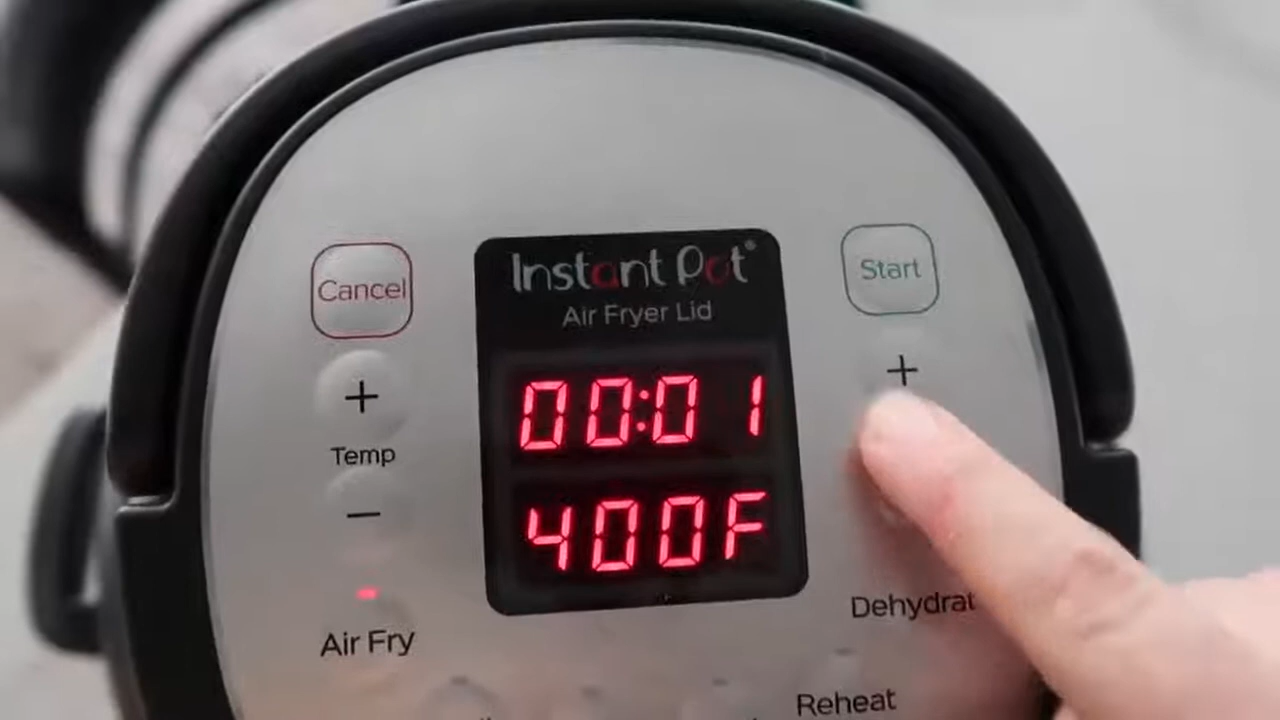 Instant Pot®
Air Fryer Lid
Cancel
Start
+
+
00:01
Temp
400F
−
Dehydrat
Air Fry
Reheat